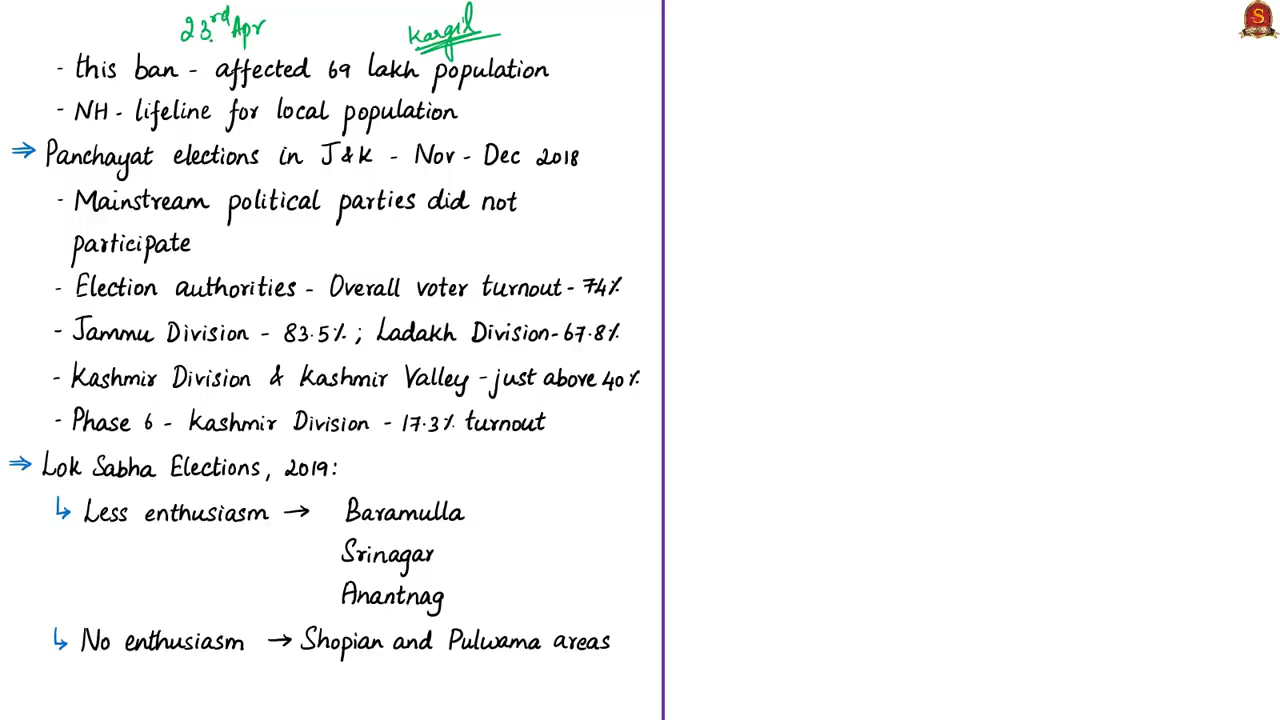 23rd Apr Kargil
- this ban - affected 69 lakh population
- NH - lifeline for local population
⇒ Panchayat elections in J&K - Nov - Dec 2018
- Mainstream political parties did not
participate
- Election authorities - Overall voter turnout - 74%
- Jammu Division - 83.5% ; Ladakh Division - 67.8%
- Kashmir Division & Kashmir Valley - just above 40%
- Phase 6 - Kashmir Division - 17.3% turnout
⇒ Lok Sabha Elections, 2019:
↳ Less enthusiasm → Baramulla
Srinagar
Anantnag
↳ No enthusiasm → Shopian and Pulwama areas